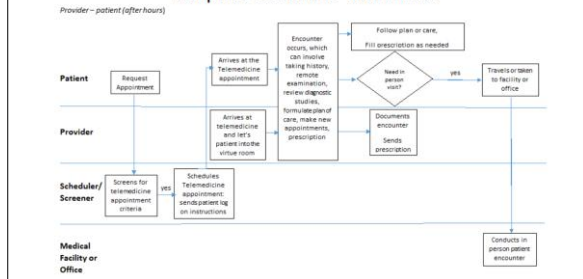 Provider – patient (after hours)
Follow plan or care,
Fill prescription as needed
Encounter
occurs, which
can involve
taking history,
remote
examination,
review diagnostic
studies,
formulate plan of
care, make new
appointments,
prescription
Arrives at the
Telemedicine
appointment
Patient
Request
Appointment
Need in
person
visit?
yes
Travels or taken
to facility or
office
Provider
Arrives at
telemedicine
and let's
patient into the
virtue room
Documents
encounter
Sends
prescription
Scheduler/
Screener
Screens for
telemedicine
appointment
criteria
yes
Schedules
Telemedicine
appointment:
sends patient log
on instructions
Medical
Facility or
Office
Conducts in
person patient
encounter